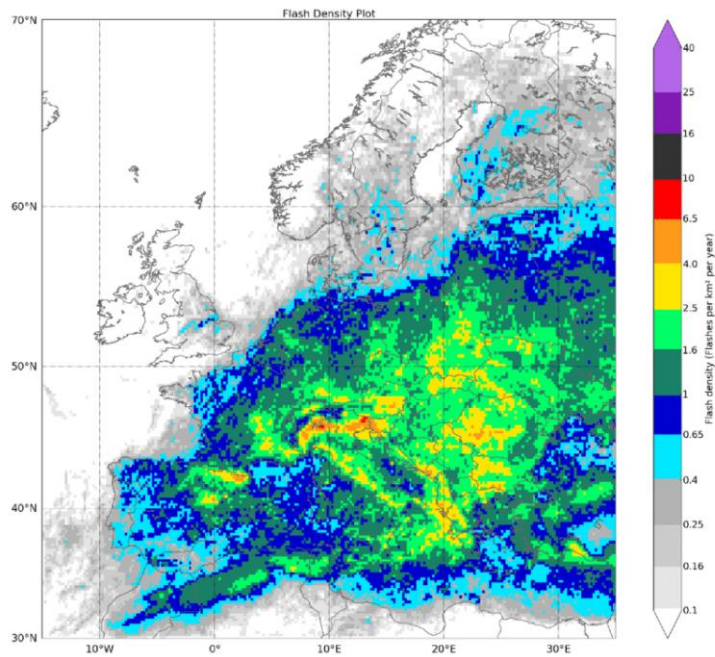 Flash Density Plot
70°N
60°N
50°N
40°N
30°N
10°W
0°
10°E
20°E
30°E
40
25
16
10
6.5
4.0
2.5
1.6
1
0.65
0.4
0.25
0.16
0.1
Flash density (Flashes per km² per year)